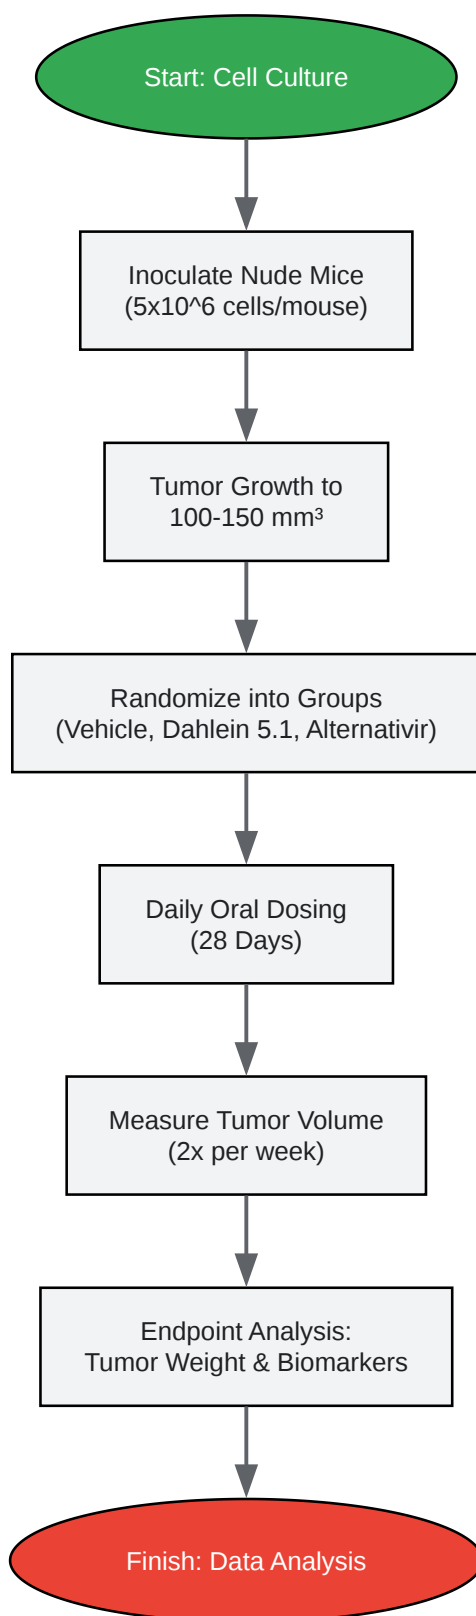 Start: Cell Culture
Inoculate Nude Mice
(5x10^6 cells/mouse)
Tumor Growth to
100-150 mm³
Randomize into Groups
(Vehicle, Dahlein 5.1, Alternativir)
Daily Oral Dosing
(28 Days)
Measure Tumor Volume
(2x per week)
Endpoint Analysis:
Tumor Weight & Biomarkers
Finish: Data Analysis